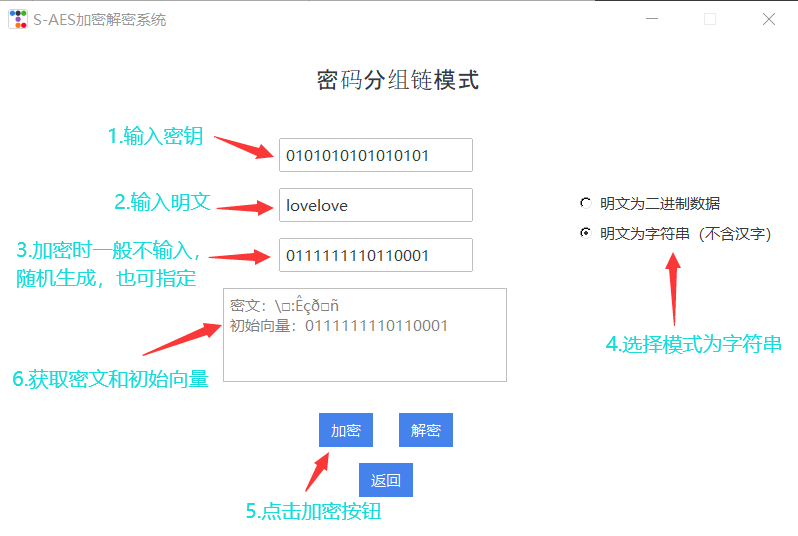 S-AES加密解密系统
密码分组链模式
1.输入密钥
0101010101010101
2.输入明文
lovelove
明文为二进制数据
明文为字符串（不含汉字）
3.加密时一般不输入，
随机生成，也可指定
0111111110110001
密文：\□:Êçð□ñ
初始向量：0111111110110001
4.选择模式为字符串
6.获取密文和初始向量
加密
解密
返回
5.点击加密按钮